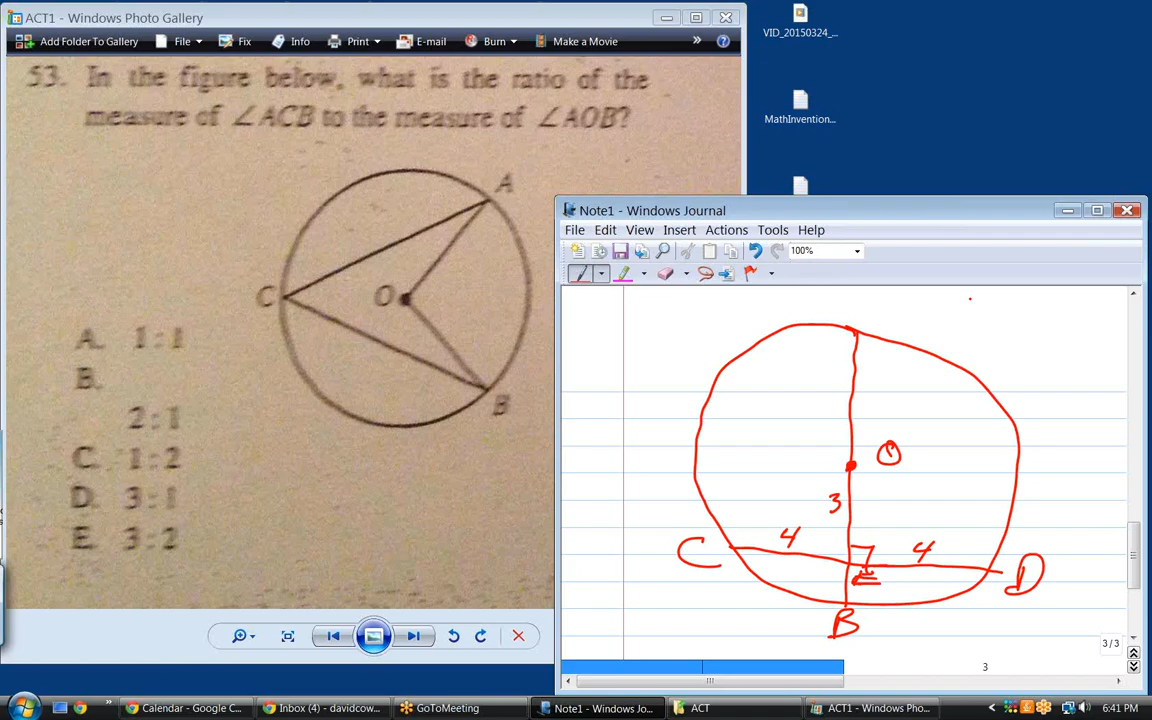 ACT1 - Windows Photo Gallery
Add Folder To Gallery File Fix Info Print E-mail Burn Make a Movie »
53. In the figure below, what is the ratio of the
measure of ∠ACB to the measure of ∠AOB?
A
C
O
B
A. 1:1
B.
2:1
C. 1:2
D. 3:1
E. 3:2
VID_20150324_...
MathInvention...
Note1 - Windows Journal
File Edit View Insert Actions Tools Help
100%
3
4
4
C
D
B
3 / 3
3
Calendar - Google C...
Inbox (4) - davidcow...
GoToMeeting
Note1 - Windows Jo...
ACT
ACT1 - Windows Pho...
6:41 PM